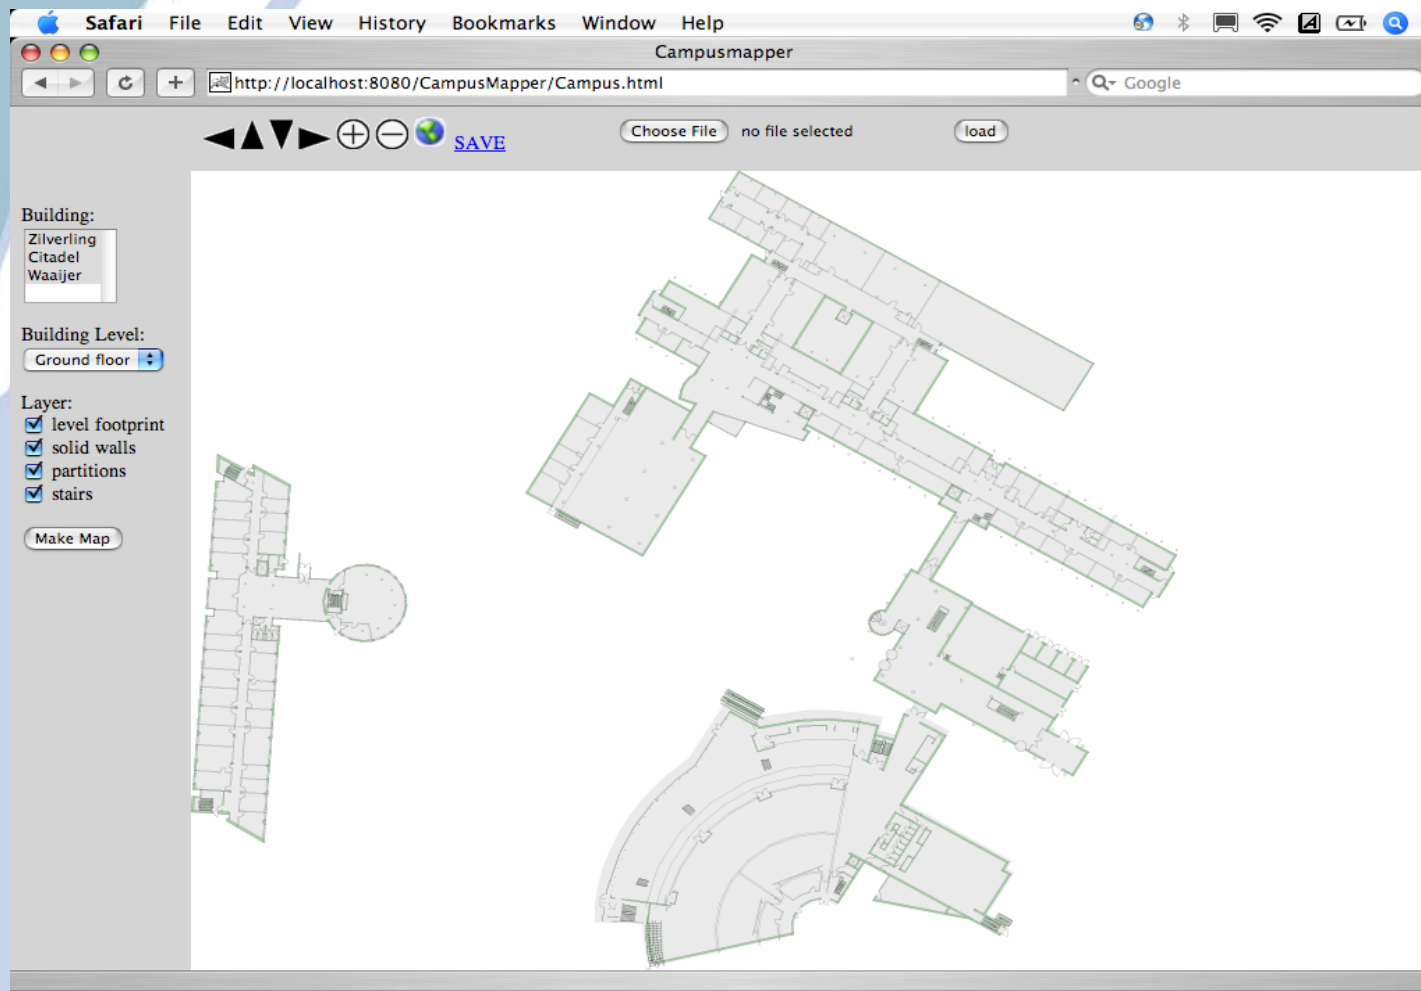 Safari File Edit View History Bookmarks Window Help
Campusmapper
http://localhost:8080/CampusMapper/Campus.html
Google
SAVE
Choose File no file selected
load
Building:
Zilverling
Citadel
Waaijer
Building Level:
Ground floor
Layer:
level footprint
solid walls
partitions
stairs
Make Map